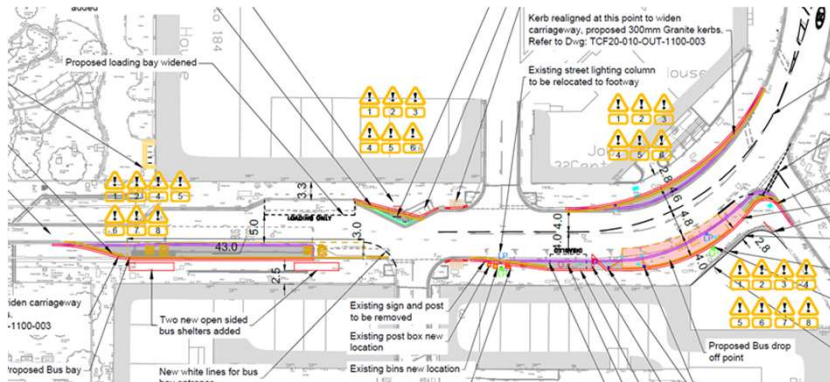 added
No 184
House
Proposed loading bay widened
Kerb realigned at this point to widen
carriageway, proposed 300mm Granite kerbs.
Refer to Dwg: TCF20-010-OUT-1100-003
Existing street lighting column
to be relocated to footway
House
1 2 3
4 5 6
1 2 3
4 5 6
1 2 4 5
6 7 8
3.3
LOADING ONLY
5.0
3.0
43.0
2.5
4.0
4.0
2.8
4.6
4.8
4.0
2.8
1 2 3 4
5 6 7 8
carriageway
-1100-003
Proposed Bus bay
Two new open sided
bus shelters added
New white lines for bus
Existing sign and post
to be removed
Existing post box new
location
Existing bins new location
Proposed Bus drop
off point